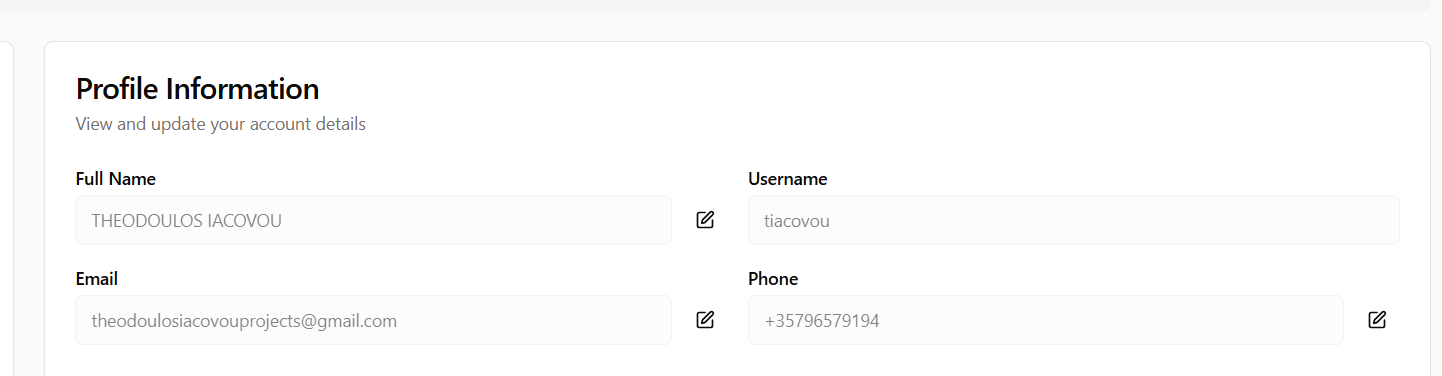 Profile Information
View and update your account details
Full Name
THEODOULOS IACOVOU
Username
tiacovou
Email
theodoulosiacovouprojects@gmail.com
Phone
+35796579194